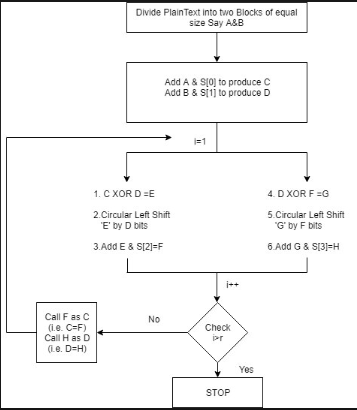 Divide PlainText into two Blocks of equal
size Say A&B
Add A & S[0] to produce C
Add B & S[1] to produce D
i=1
1. C XOR D =E
2.Circular Left Shift
'E' by D bits
3.Add E & S[2]=F
4. D XOR F =G
5.Circular Left Shift
'G' by F bits
6.Add G & S[3]=H
i++
Check
i>r
No
Call F as C
(i.e. C=F)
Call H as D
(i.e. D=H)
Yes
STOP